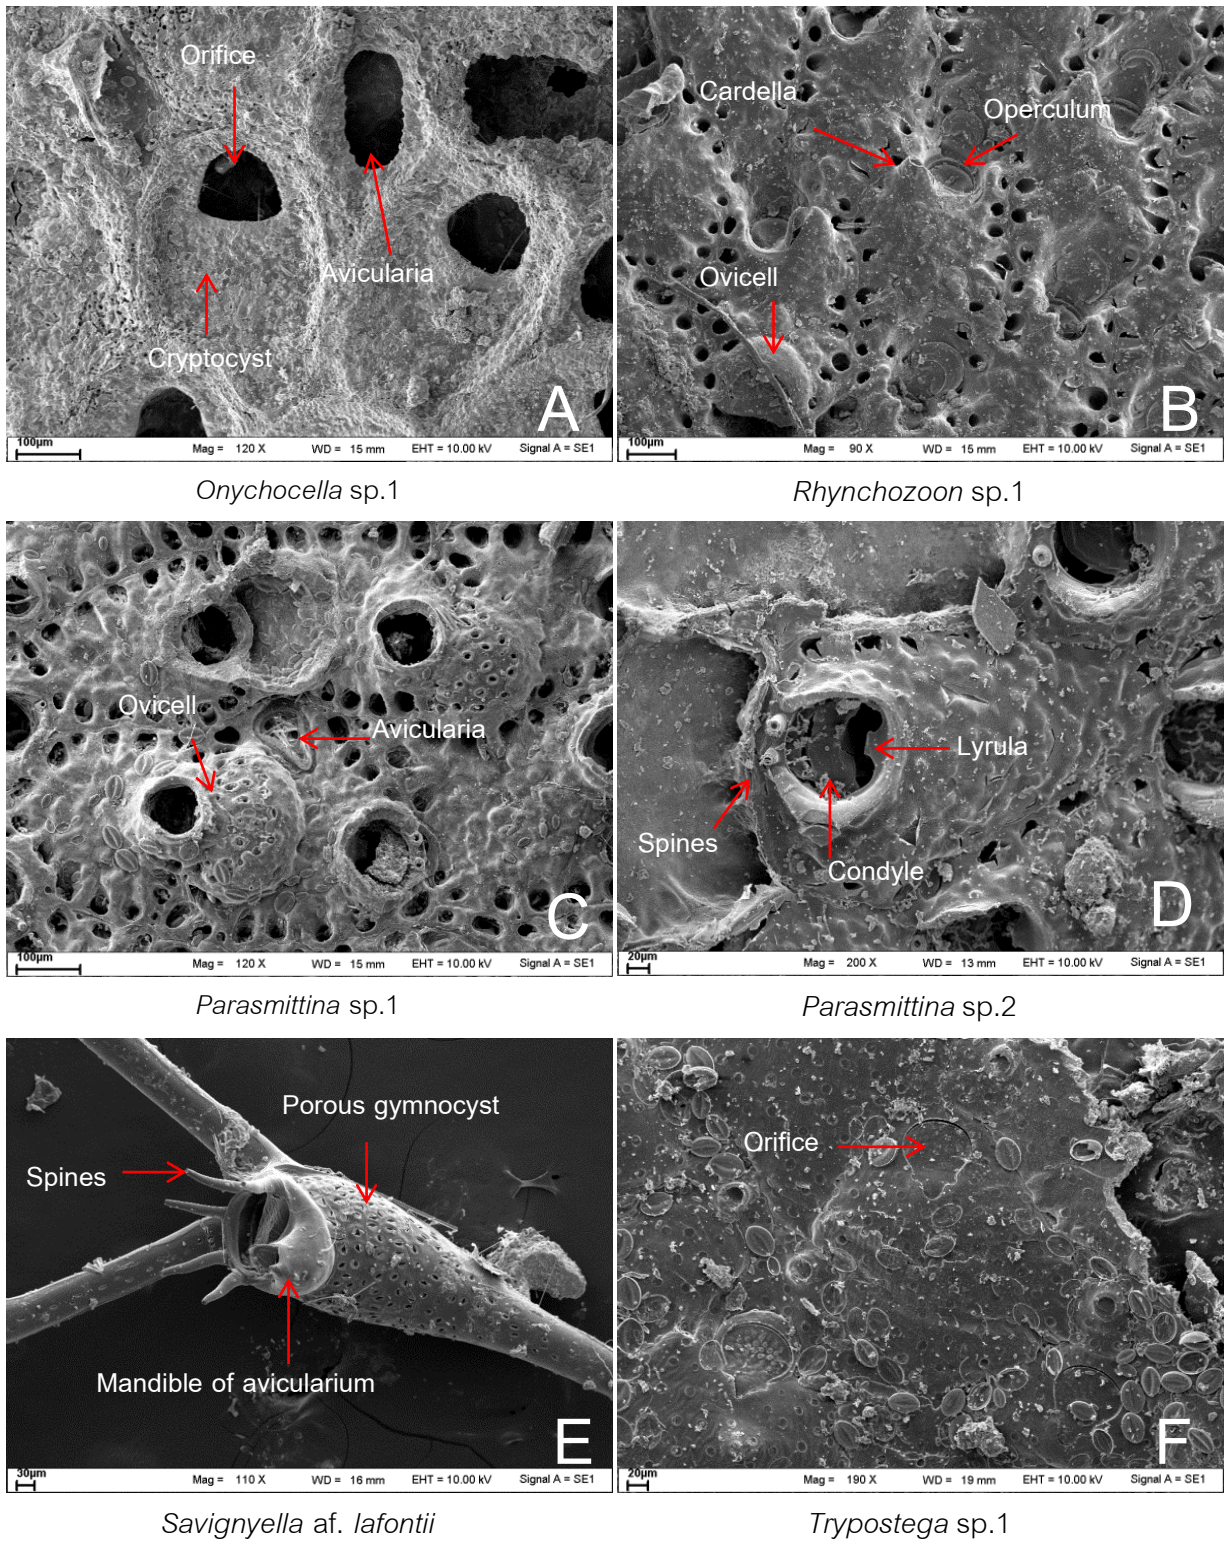 Orifice
Avicularia
Cryptocyst
A
100µm
Mag = 120 X WD = 15 mm EHT = 10.00 kV Signal A = SE1
Onychocella sp.1
Cardella
Operculum
Ovicell
B
100µm
Mag = 90 X WD = 15 mm EHT = 10.00 kV Signal A = SE1
Rhynchozoon sp.1
Ovicell
Avicularia
C
100µm
Mag = 120 X WD = 15 mm EHT = 10.00 kV Signal A = SE1
Parasmittina sp.1
Lyrula
Spines
Condyle
D
20µm
Mag = 200 X WD = 13 mm EHT = 10.00 kV Signal A = SE1
Parasmittina sp.2
Porous gymnocyst
Spines
Mandible of avicularium
E
30µm
Mag = 110 X WD = 16 mm EHT = 10.00 kV Signal A = SE1
Savignyella af. lafontii
Orifice
F
20µm
Mag = 190 X WD = 19 mm EHT = 10.00 kV Signal A = SE1
Trypostega sp.1